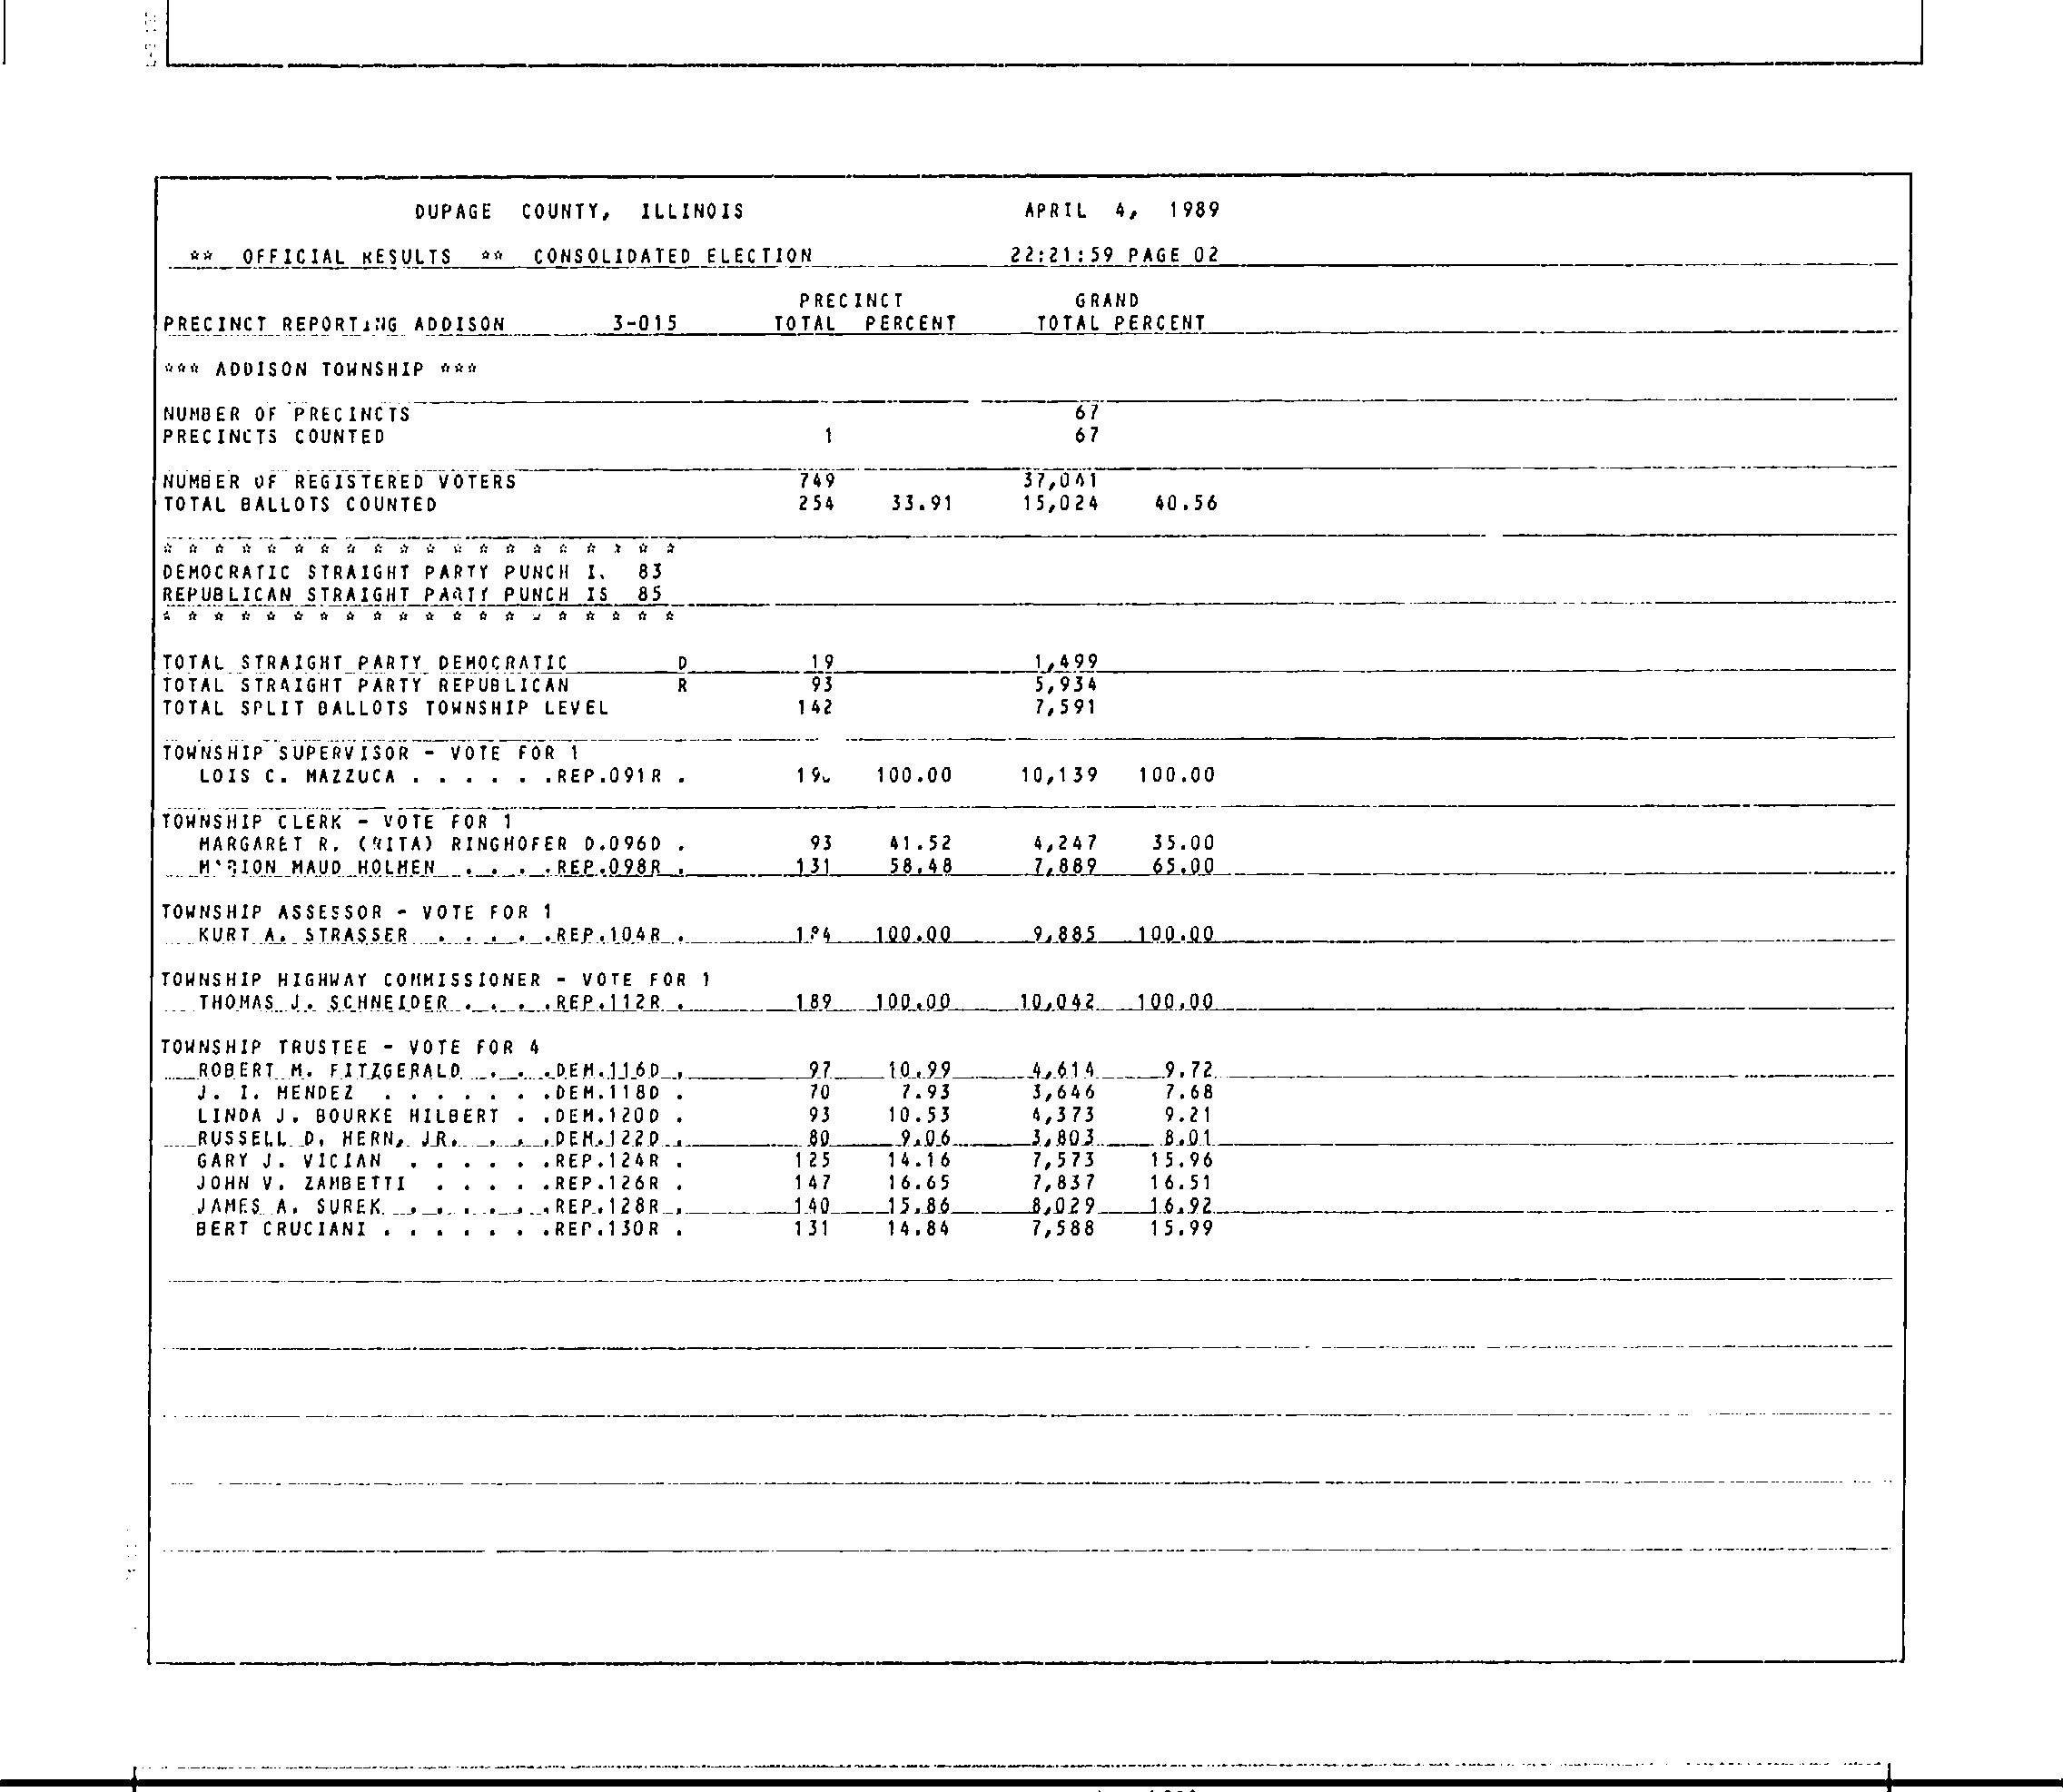 DUPAGE COUNTY, ILLINOIS APRIL 4, 1989
** OFFICIAL RESULTS ** CONSOLIDATED ELECTION 22:21:59 PAGE 02
PRECINCT GRAND
PRECINCT REPORTING ADDISON 3-015 TOTAL PERCENT TOTAL PERCENT
*** ADDISON TOWNSHIP ***
NUMBER OF PRECINCTS 67
PRECINCTS COUNTED 1 67
NUMBER OF REGISTERED VOTERS 749
TOTAL BALLOTS COUNTED 254 33.91 15,024 40.56
* * * * * * * * * * * * * * * * * * * *
DEMOCRATIC STRAIGHT PARTY PUNCH 83
REPUBLICAN STRAIGHT PARTY PUNCH IS 85
* * * * * * * * * * * * * * * * * * * *
TOTAL STRAIGHT PARTY DEMOCRATIC D 19 1,499
TOTAL STRAIGHT PARTY REPUBLICAN R 93 5,934
TOTAL SPLIT BALLOTS TOWNSHIP LEVEL 142 7,591
TOWNSHIP SUPERVISOR - VOTE FOR 1
LOIS C. MAZZUCA . . . . . .REP.091R . 100.00 10,139 100.00
TOWNSHIP CLERK - VOTE FOR 1
MARGARET R. (RITA) RINGHOFER D.096D . 93 41.52 4,247 35.00
MARION MAUD HOLMEN . . . .REP.098R . 131 58.48 7,889 65.00
TOWNSHIP ASSESSOR - VOTE FOR 1
KURT A. STRASSER . . . . .REP.104R . 100.00 9,885 100.00
TOWNSHIP HIGHWAY COMMISSIONER - VOTE FOR 1
THOMAS J. SCHNEIDER . . . .REP.112R . 189 100.00 10,042 100.00
TOWNSHIP TRUSTEE - VOTE FOR 4
ROBERT M. FITZGERALD . . .DEM.116D . 97 10.99 4,614 9.72
J. I. MENDEZ . . . . . . .DEM.118D . 70 7.93 3,646 7.68
LINDA J. BOURKE HILBERT . .DEM.120D . 93 10.53 4,373 9.21
RUSSELL D. HERN, JR. . . .DEM.122D . 80 9.06 3,803 8.01
GARY J. VICIAN . . . . . .REP.124R . 125 14.16 7,573 15.96
JOHN V. ZAMBETTI . . . . .REP.126R . 147 16.65 7,837 16.51
JAMES A. SUREK . . . . . .REP.128R . 140 15.86 8,029 16.92
BERT CRUCIANI . . . . . . .REP.130R . 131 14.84 7,588 15.99